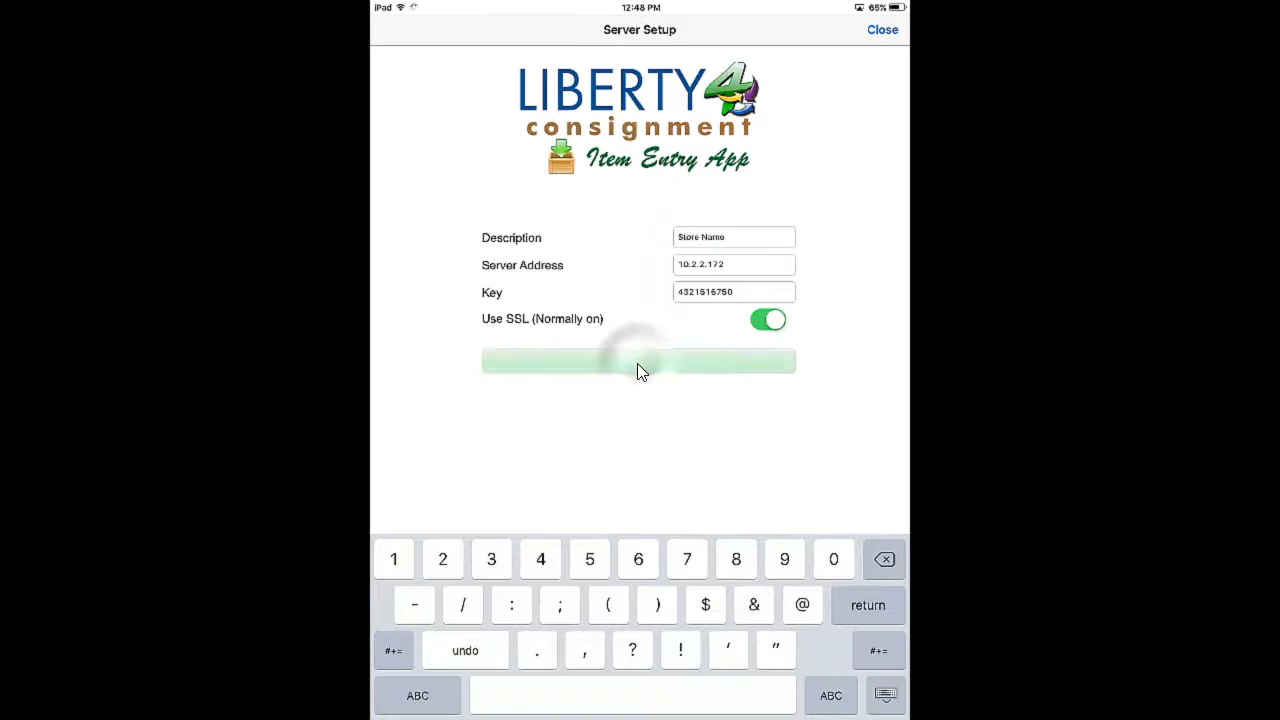 iPad 12:48 PM 65%
Server Setup Close
LIBERTY4
consignment
Item Entry App
Description Store Name
Server Address 10.2.2.172
Key 4321516750
Use SSL (Normally on)
1 2 3 4 5 6 7 8 9 0
- / : ; ( ) $ & @ return
#+= undo . , ? ! ' " #+=
ABC ABC